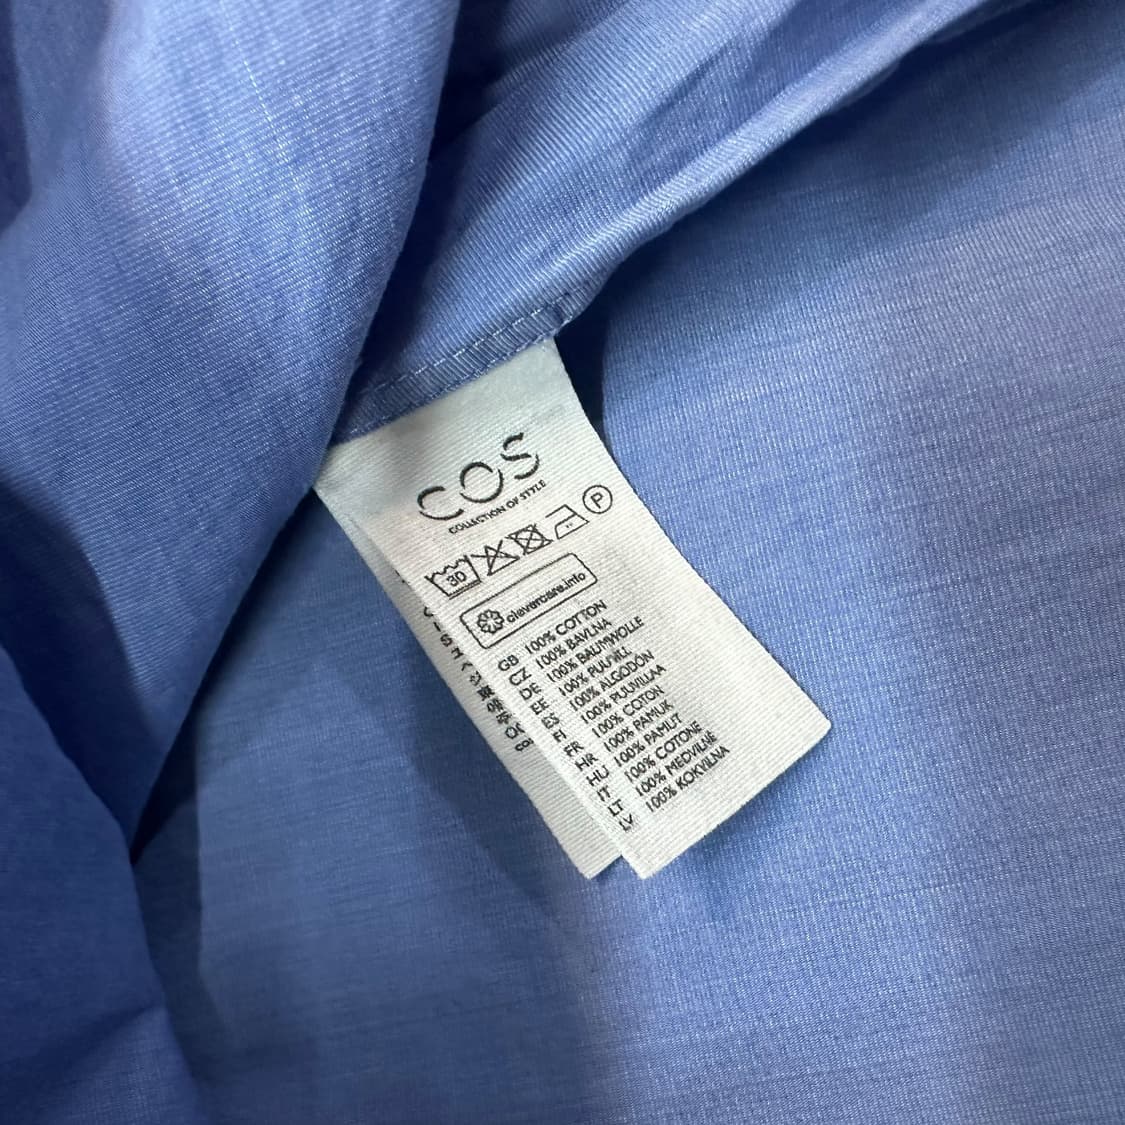 COS
COLLECTION OF STYLE
P
30
clevercare.info
GB 100% COTTON
CZ 100% BAVLNA
DE 100% BAUMWOLLE
EE 100% PUUVILL
ES 100% ALGODÓN
FI 100% PUUVILLAA
FR 100% COTON
HR 100% PAMUK
HU 100% PAMUT
IT 100% COTONE
LT 100% MEDVILNĖ
LV 100% KOKVILNA